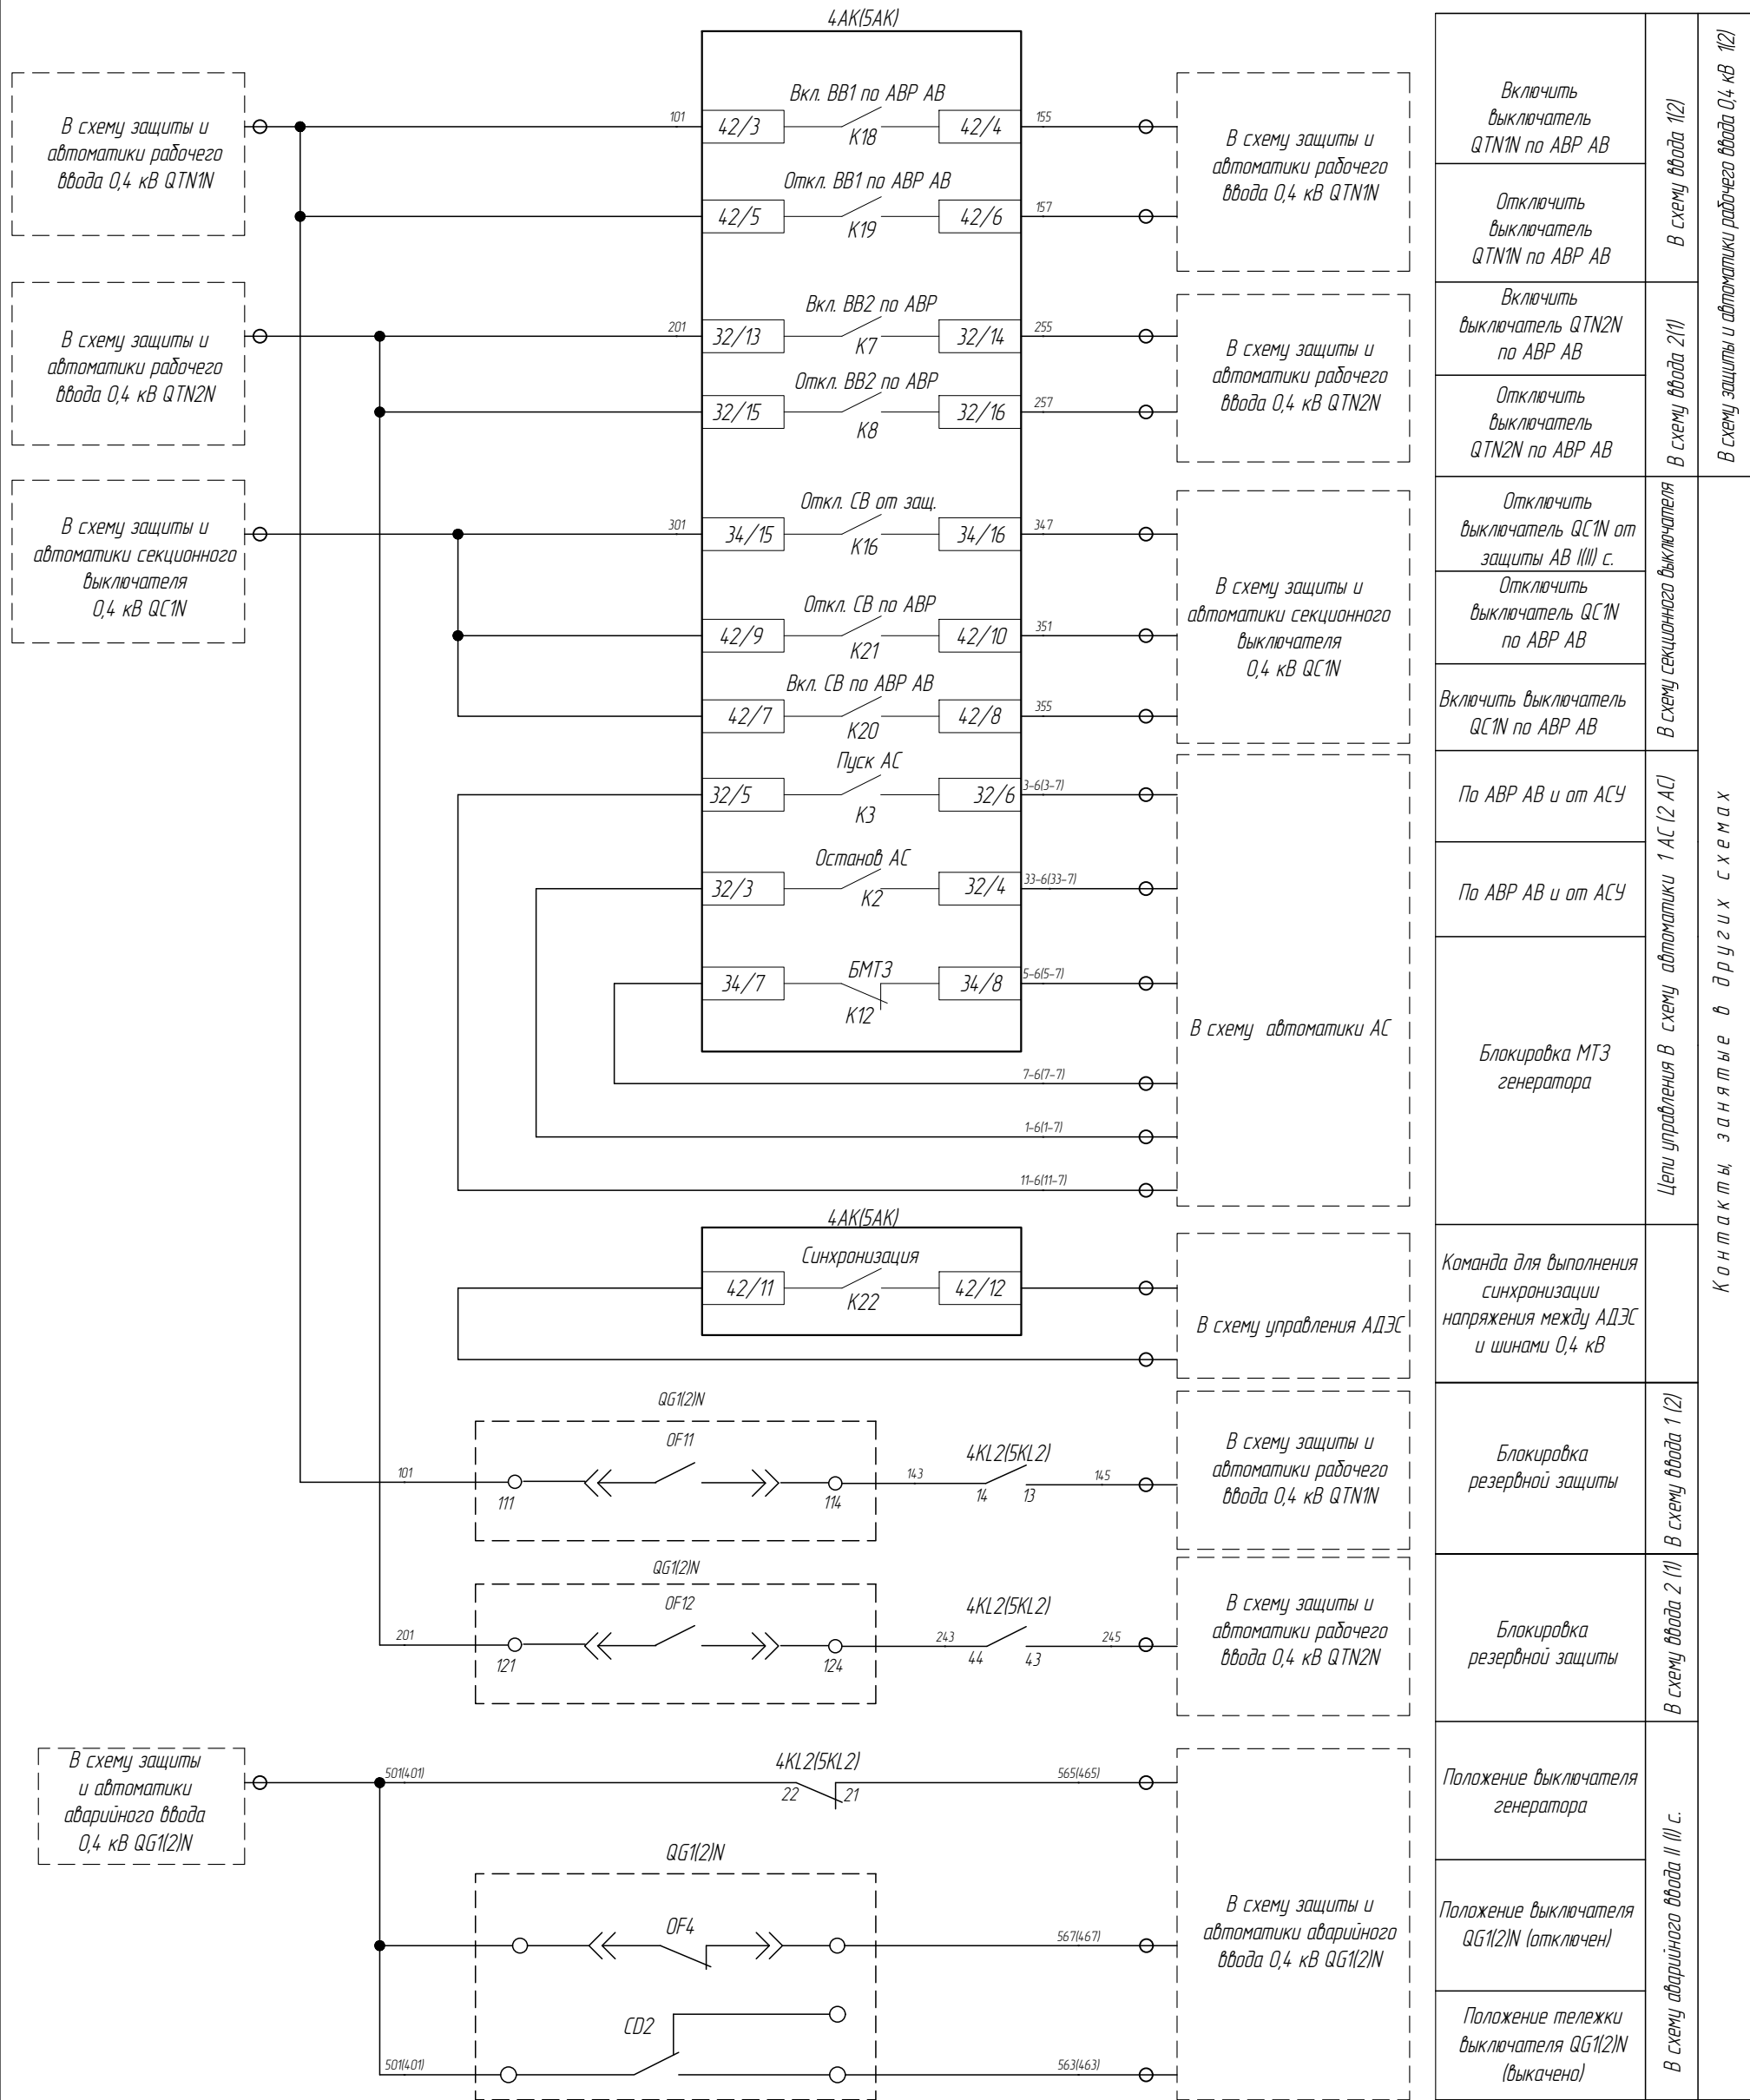 4АК(5АК)
В схему защиты и
автоматики рабочего
ввода 0,4 кВ QTN1N
101
Вкл. ВВ1 по АВР АВ
42/3
К18
42/4
155
Откл. ВВ1 по АВР АВ
42/5
К19
42/6
157
В схему защиты и
автоматики рабочего
ввода 0,4 кВ QTN1N
Включить
выключатель
QTN1N по АВР АВ
Отключить
выключатель
QTN1N по АВР АВ
В схему ввода 1(2)
В схему защиты и автоматики рабочего ввода 0,4 кВ 1(2)
В схему защиты и
автоматики рабочего
ввода 0,4 кВ QTN2N
201
Вкл. ВВ2 по АВР
32/13
К7
32/14
255
Откл. ВВ2 по АВР
32/15
К8
32/16
257
В схему защиты и
автоматики рабочего
ввода 0,4 кВ QTN2N
Включить
выключатель QTN2N
по АВР АВ
Отключить
выключатель
QTN2N по АВР АВ
В схему ввода 2(1)
В схему защиты и
автоматики секционного
выключателя
0,4 кВ QC1N
301
Откл. СВ от защ.
34/15
К16
34/16
347
Откл. СВ по АВР
42/9
К21
42/10
351
Вкл. СВ по АВР АВ
42/7
К20
42/8
355
В схему защиты и
автоматики секционного
выключателя
0,4 кВ QC1N
Отключить
выключатель QC1N от
защиты АВ I(II) с.
Отключить
выключатель QC1N
по АВР АВ
Включить выключатель
QC1N по АВР АВ
В схему секционного выключателя
Пуск АС
32/5
К3
32/6
3-6(3-7)
Останов АС
32/3
К2
32/4
33-6(33-7)
БМТЗ
34/7
К12
34/8
5-6(5-7)
7-6(7-7)
1-6(1-7)
11-6(11-7)
В схему автоматики АС
По АВР АВ и от АСУ
По АВР АВ и от АСУ
Блокировка МТЗ
генератора
Цепи управления В схему автоматики 1 АС (2 АС)
Контакты, занятые в других схемах
4АК(5АК)
Синхронизация
42/11
К22
42/12
В схему управления АДЭС
Команда для выполнения
синхронизации
напряжения между АДЭС
и шинами 0,4 кВ
QG1(2)N
OF11
101
111
114
143
4KL2(5KL2)
14
13
145
В схему защиты и
автоматики рабочего
ввода 0,4 кВ QTN1N
Блокировка
резервной защиты
В схему ввода 1 (2)
QG1(2)N
OF12
201
121
124
243
4KL2(5KL2)
44
43
245
В схему защиты и
автоматики рабочего
ввода 0,4 кВ QTN2N
Блокировка
резервной защиты
В схему ввода 2 (1)
В схему защиты
и автоматики
аварийного ввода
0,4 кВ QG1(2)N
501(401)
4KL2(5KL2)
22
21
565(465)
QG1(2)N
OF4
567(467)
CD2
501(401)
563(463)
В схему защиты и
автоматики аварийного
ввода 0,4 кВ QG1(2)N
Положение выключателя
генератора
Положение выключателя
QG1(2)N (отключен)
Положение тележки
выключателя QG1(2)N
(выкачено)
В схему аварийного ввода II (I) с.